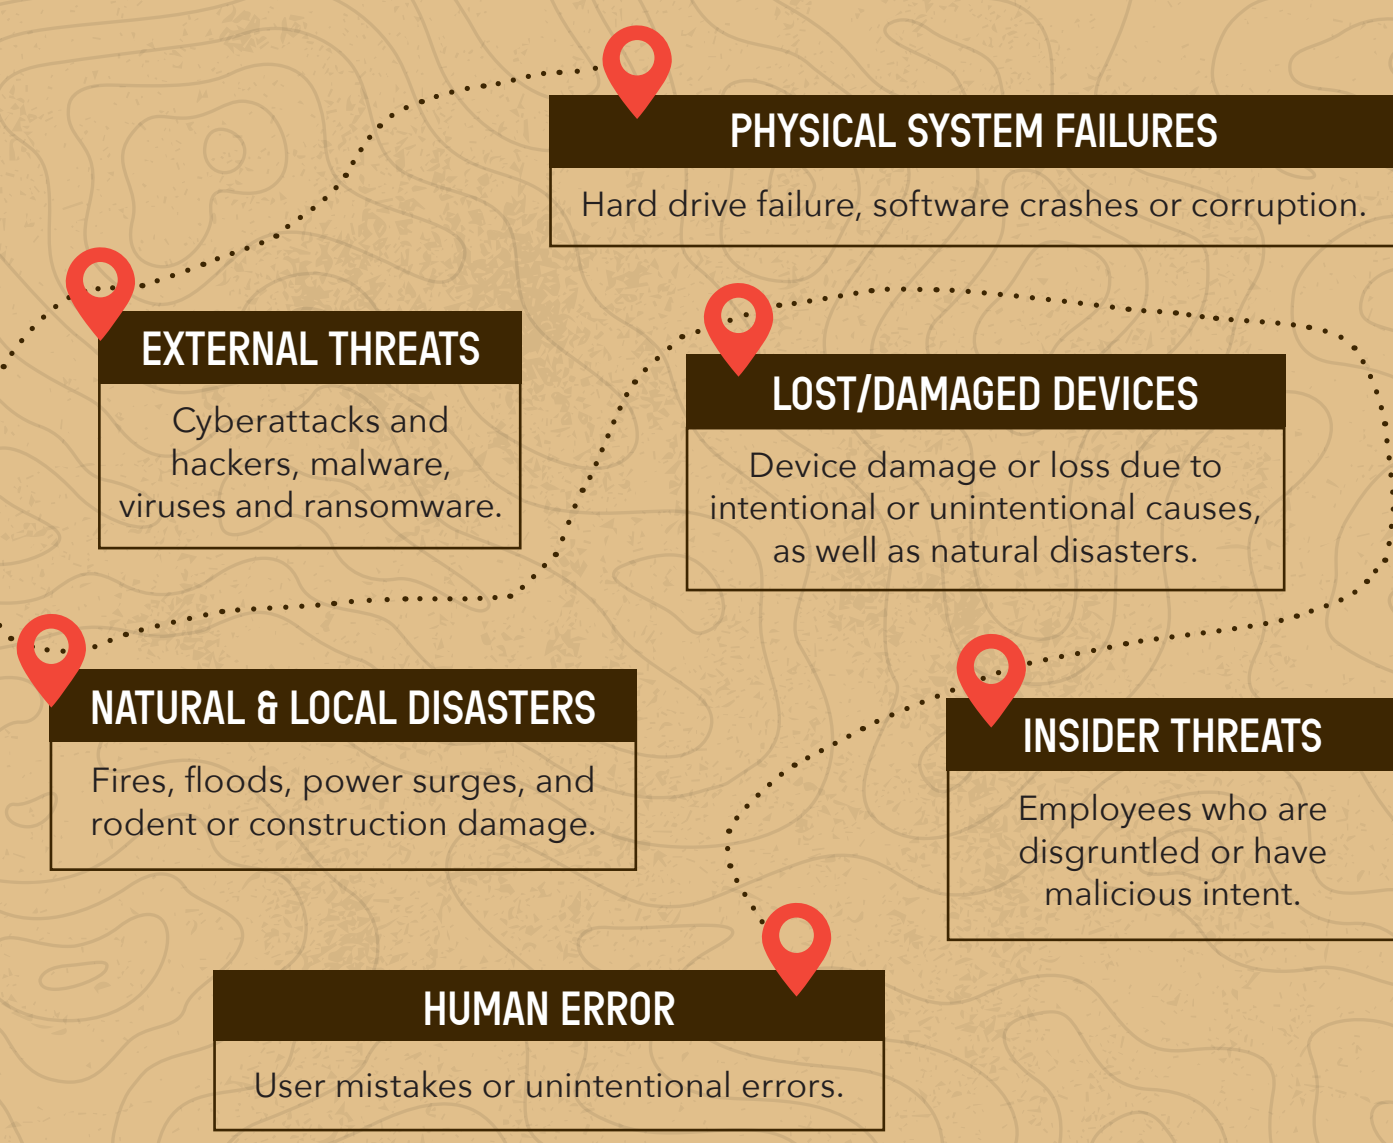 PHYSICAL SYSTEM FAILURES
Hard drive failure, software crashes or corruption.
EXTERNAL THREATS
Cyberattacks and
hackers, malware,
viruses and ransomware.
LOST/DAMAGED DEVICES
Device damage or loss due to
intentional or unintentional causes,
as well as natural disasters.
NATURAL & LOCAL DISASTERS
Fires, floods, power surges, and
rodent or construction damage.
INSIDER THREATS
Employees who are
disgruntled or have
malicious intent.
HUMAN ERROR
User mistakes or unintentional errors.